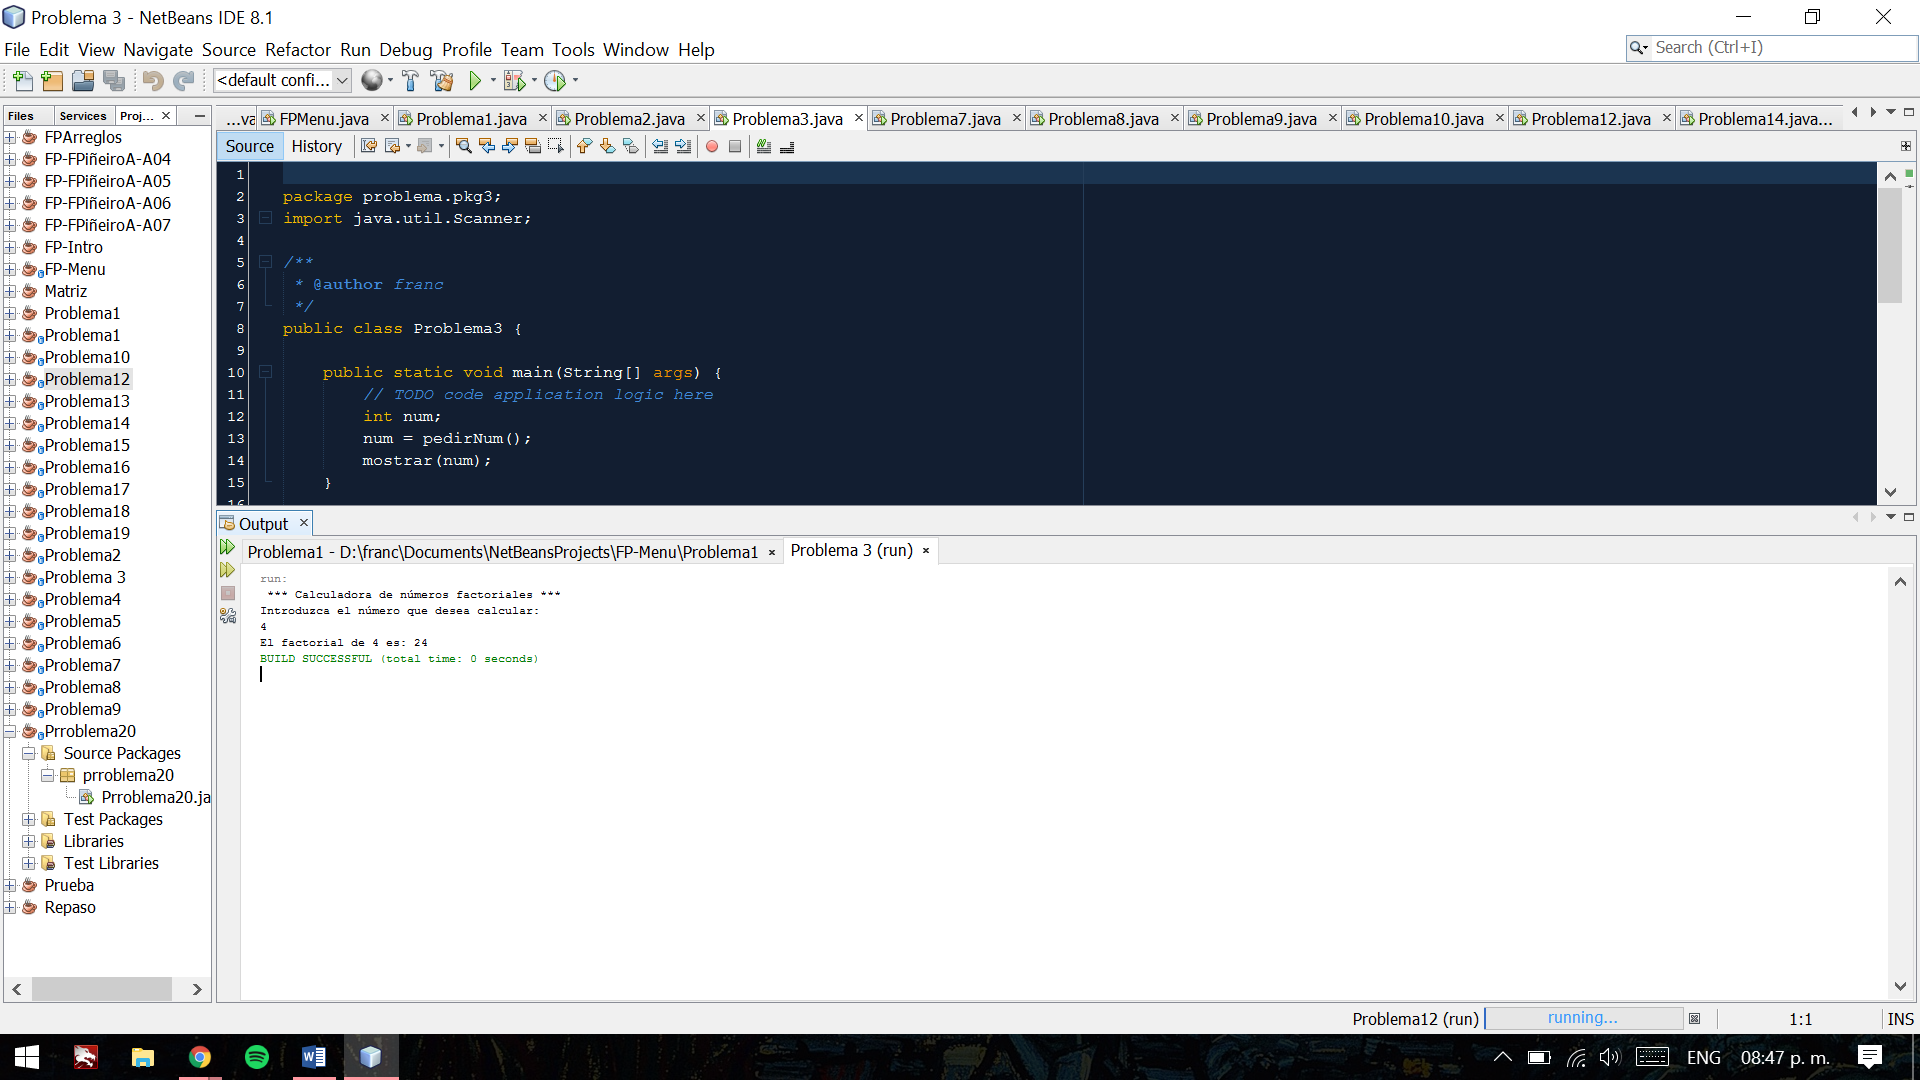 Problema 3 - NetBeans IDE 8.1
File Edit View Navigate Source Refactor Run Debug Profile Team Tools Window Help
Search (Ctrl+I)
<default confi...
Files Services Proj...
...va FPMenu.java Problema1.java Problema2.java Problema3.java Problema7.java Problema8.java Problema9.java Problema10.java Problema12.java Problema14.java...
Source History
FPArreglos
FP-FPiñeiroA-A04
FP-FPiñeiroA-A05
FP-FPiñeiroA-A06
FP-FPiñeiroA-A07
FP-Intro
FP-Menu
Matriz
Problema1
Problema1
Problema10
Problema12
Problema13
Problema14
Problema15
Problema16
Problema17
Problema18
Problema19
Problema2
Problema 3
Problema4
Problema5
Problema6
Problema7
Problema8
Problema9
Prroblema20
Source Packages
prroblema20
Prroblema20.ja
Test Packages
Libraries
Test Libraries
Prueba
Repaso
1
2 package problema.pkg3;
3 import java.util.Scanner;
4
5 /**
6 * @author franc
7 */
8 public class Problema3 {
9
10 public static void main(String[] args) {
11 // TODO code application logic here
12 int num;
13 num = pedirNum();
14 mostrar(num);
15 }
16
Output
Problema1 - D:\franc\Documents\NetBeansProjects\FP-Menu\Problema1 Problema 3 (run)
run:
*** Calculadora de números factoriales ***
Introduzca el número que desea calcular:
4
El factorial de 4 es: 24
BUILD SUCCESSFUL (total time: 0 seconds)
Problema12 (run) running... 1:1 INS
ENG 08:47 p. m.